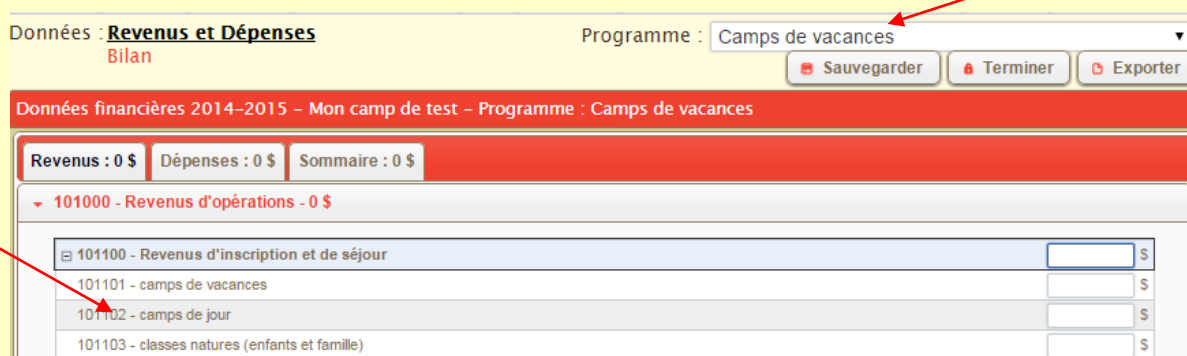 Données : Revenus et Dépenses Programme : Camps de vacances
Bilan
Sauvegarder Terminer Exporter
Données financières 2014-2015 – Mon camp de test – Programme : Camps de vacances
Revenus : 0 $ Dépenses : 0 $ Sommaire : 0 $
101000 - Revenus d'opérations - 0 $
101100 - Revenus d'inscription et de séjour $
101101 - camps de vacances $
101102 - camps de jour $
101103 - classes natures (enfants et famille) $